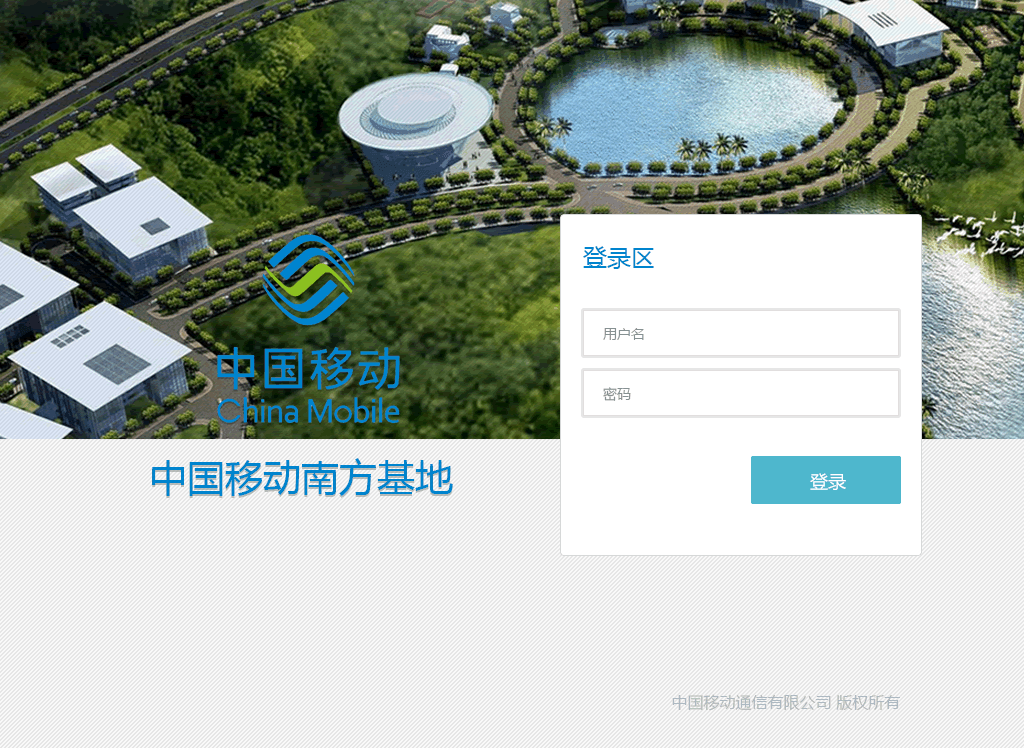 中国移动
China Mobile
中国移动南方基地
登录区
用户名
密码
登录
中国移动通信有限公司 版权所有